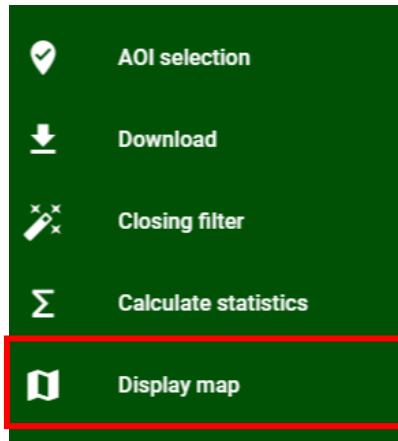 AOI selection
Download
Closing filter
Calculate statistics
Display map